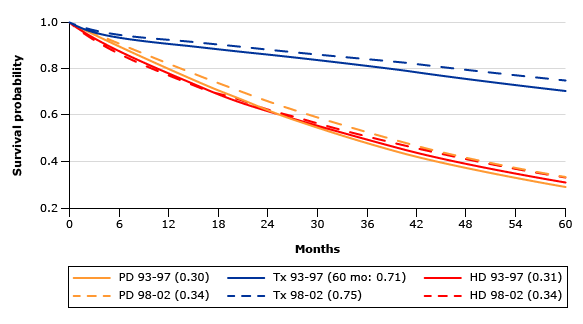 1.0
0.8
Survival probability
0.6
0.4
0.2
0 6 12 18 24 30 36 42 48 54 60
Months
PD 93-97 (0.30) Tx 93-97 (60 mo: 0.71) HD 93-97 (0.31)
PD 98-02 (0.34) Tx 98-02 (0.75) HD 98-02 (0.34)